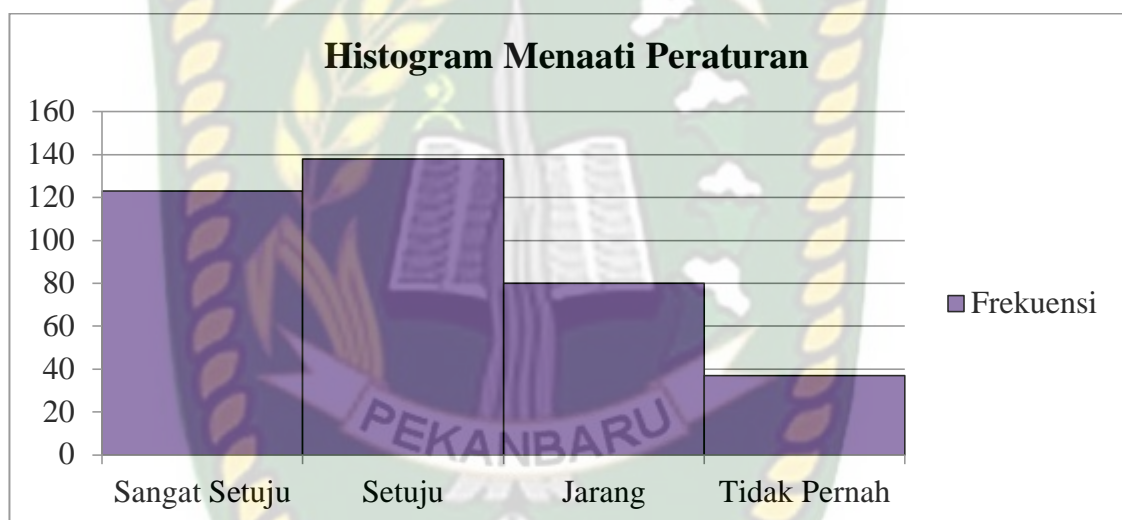 Histogram Menaati Peraturan
160
140
120
100
80
60
40
20
0
Sangat Setuju
Setuju
Jarang
Tidak Pernah
Frekuensi
PEKANBARU